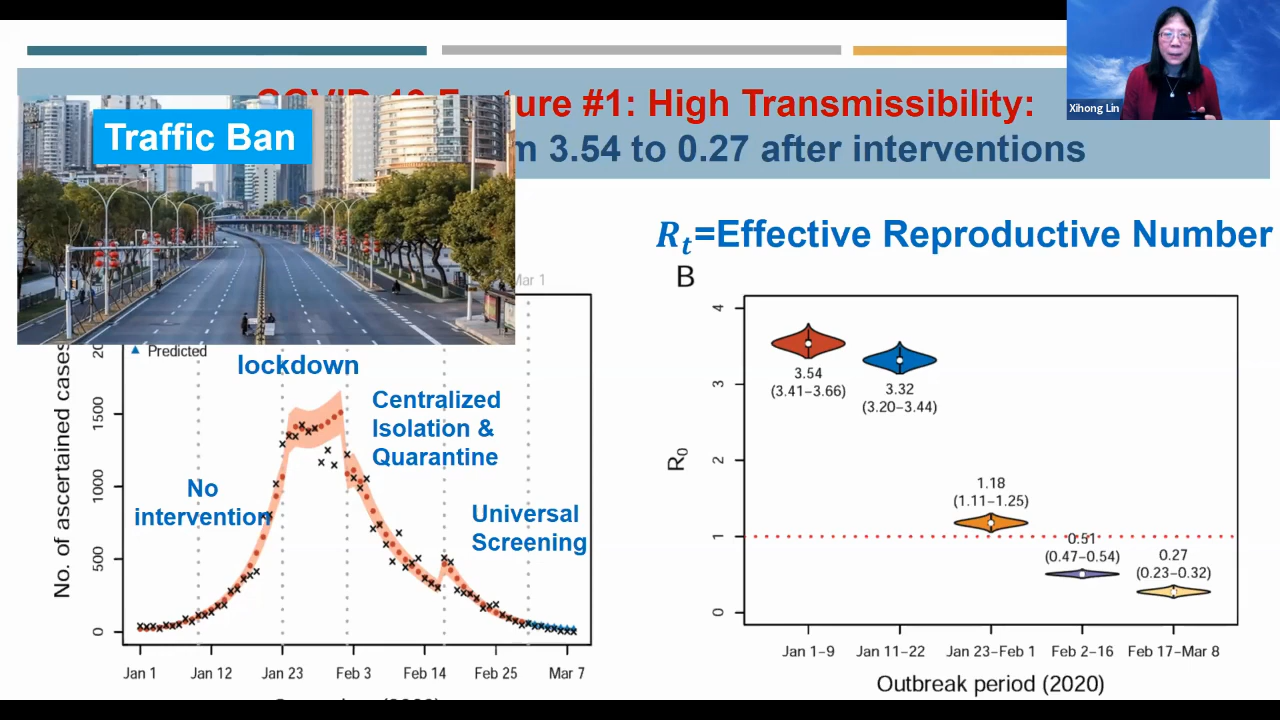 Xihong Lin
ture #1: High Transmissibility:
Traffic Ban
m 3.54 to 0.27 after interventions
R_t=Effective Reproductive Number
Mar 1
B
Predicted
lockdown
Centralized
Isolation &
Quarantine
No
intervention
Universal
Screening
No. of ascertained cases
1500
1000
500
0
Jan 1
Jan 12
Jan 23
Feb 3
Feb 14
Feb 25
Mar 7
R0
4
3
2
1
0
3.54
(3.41–3.66)
3.32
(3.20–3.44)
1.18
(1.11–1.25)
0.51
(0.47–0.54)
0.27
(0.23–0.32)
Jan 1–9
Jan 11–22
Jan 23–Feb 1
Feb 2–16
Feb 17–Mar 8
Outbreak period (2020)